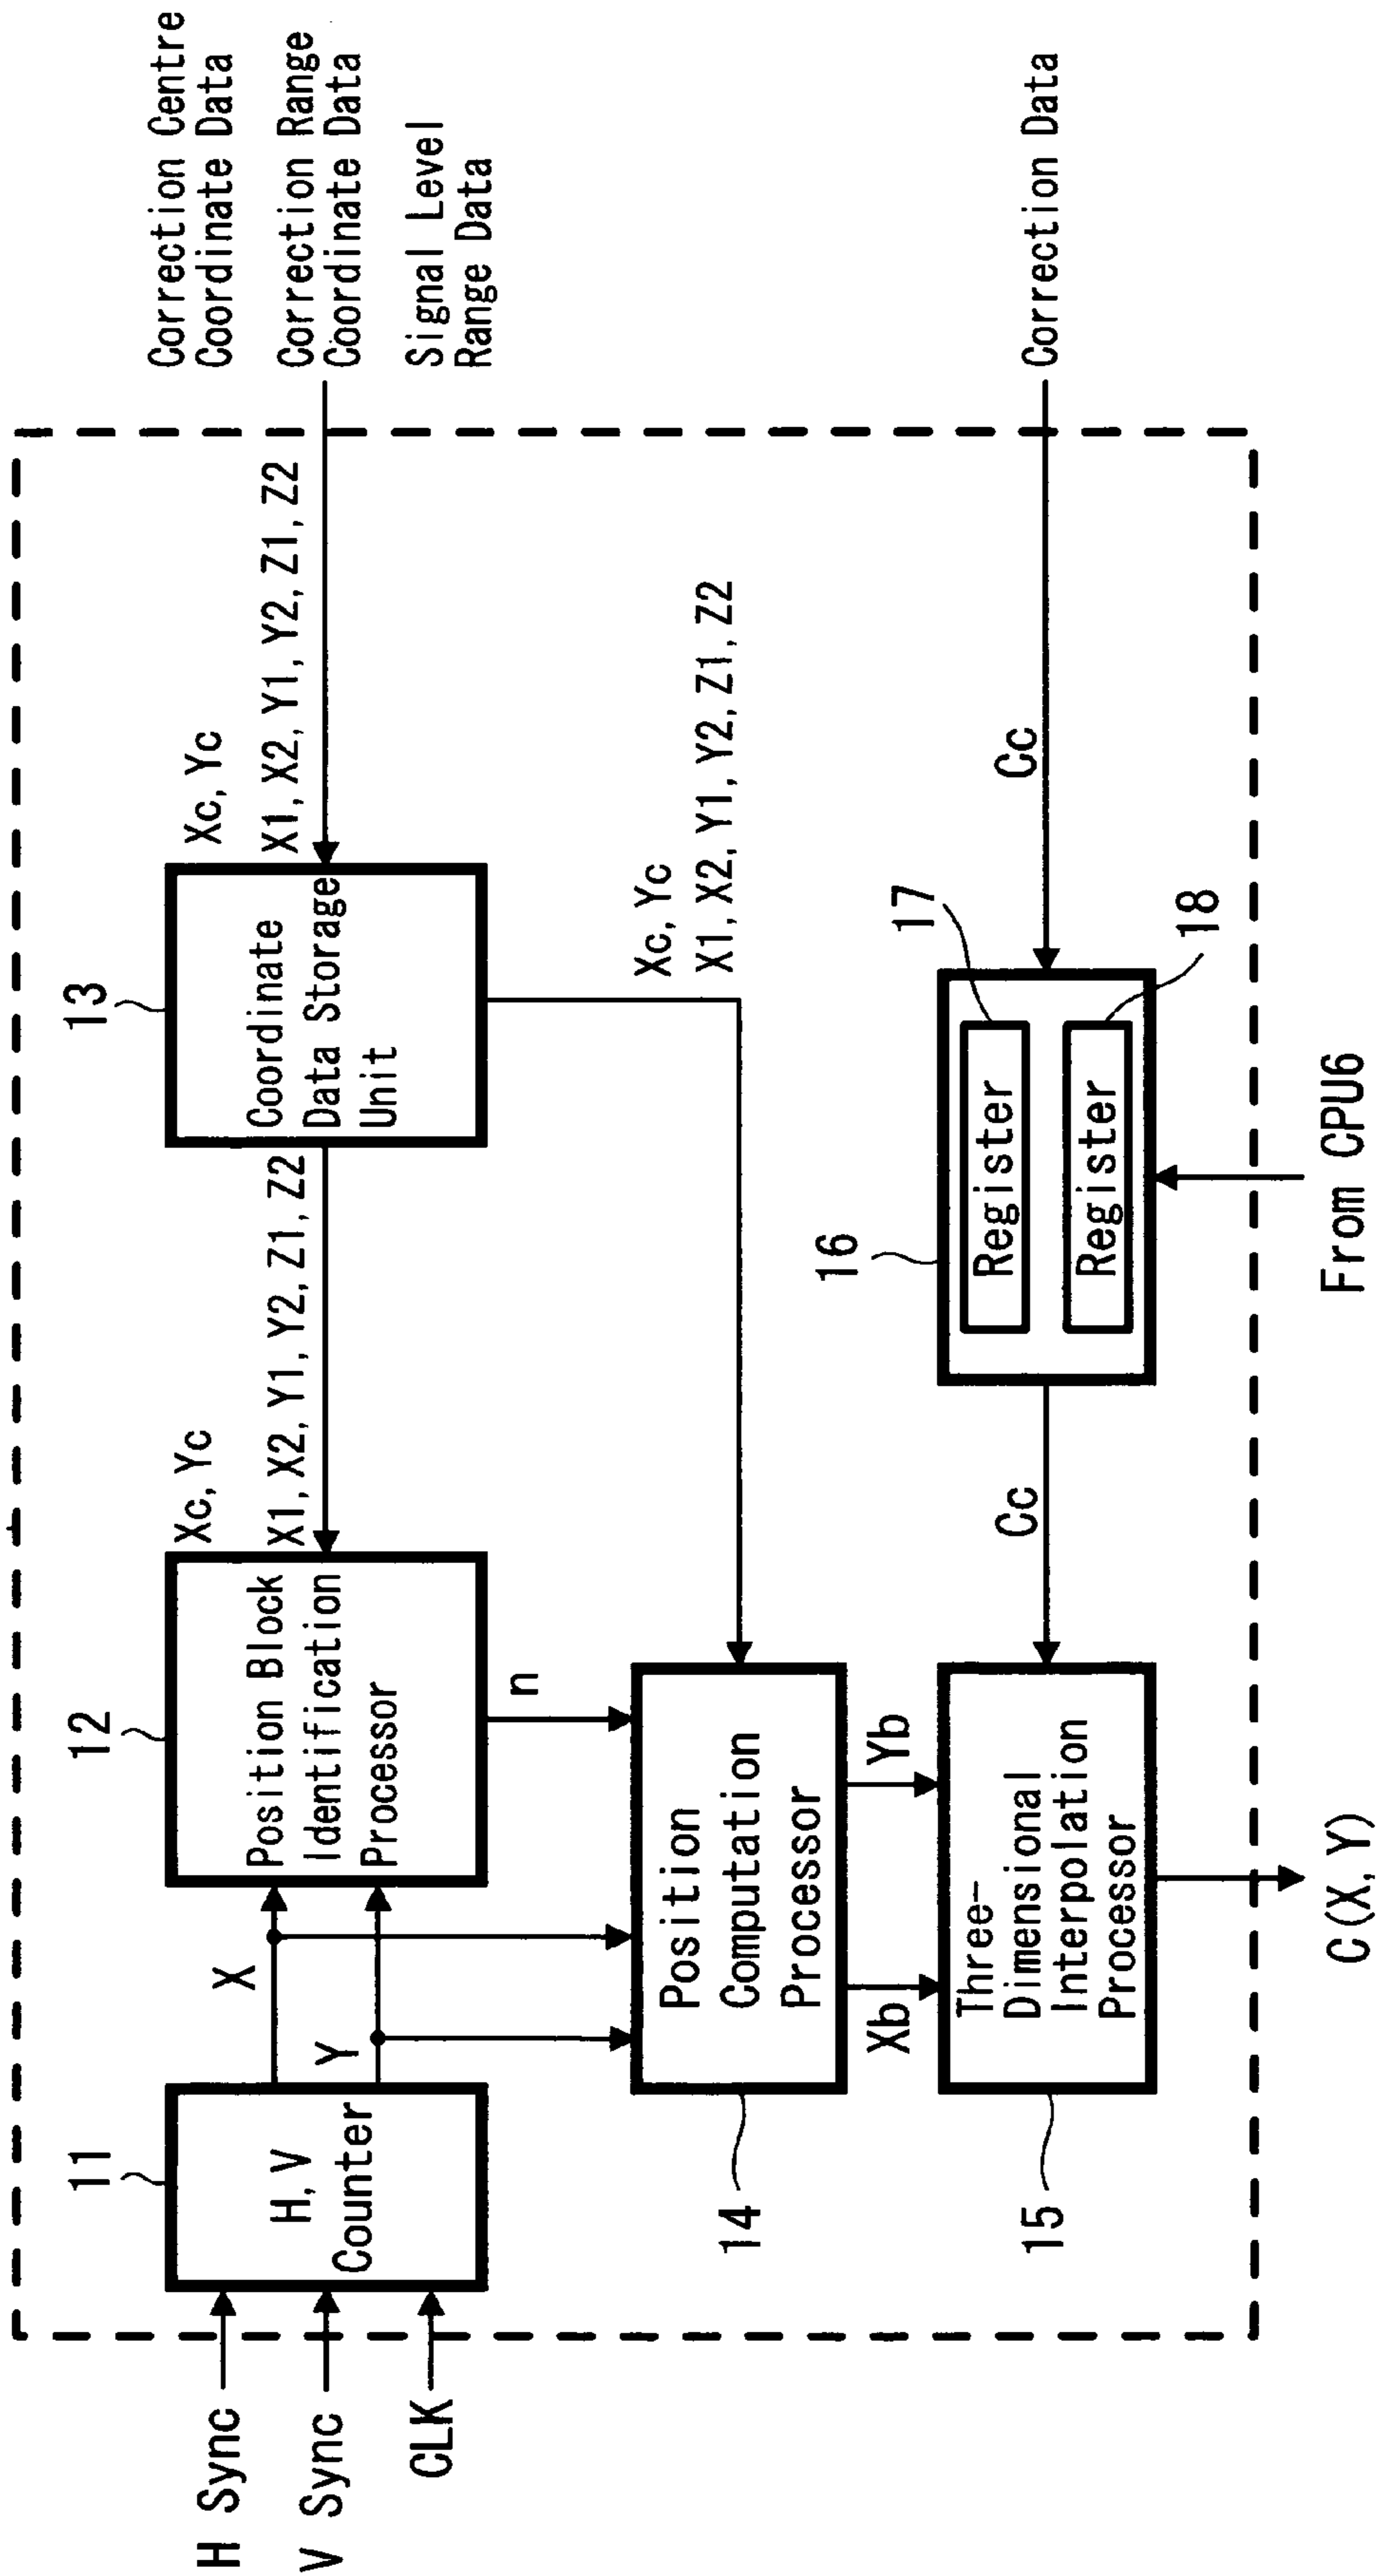 H Sync
V Sync
CLK
11
H, V
Counter
X
Y
12
Position Block
Identification
Processor
Xc, Yc
X1, X2, Y1, Y2, Z1, Z2
13
Coordinate
Data Storage
Unit
Xc, Yc
X1, X2, Y1, Y2, Z1, Z2
Correction Centre
Coordinate Data
Correction Range
Coordinate Data
Signal Level
Range Data
n
Xc, Yc
X1, X2, Y1, Y2, Z1, Z2
14
Position
Computation
Processor
Xb
Yb
15
Three-
Dimensional
Interpolation
Processor
Cc
16
Register
17
Register
18
Cc
Correction Data
C(X, Y)
From CPU6